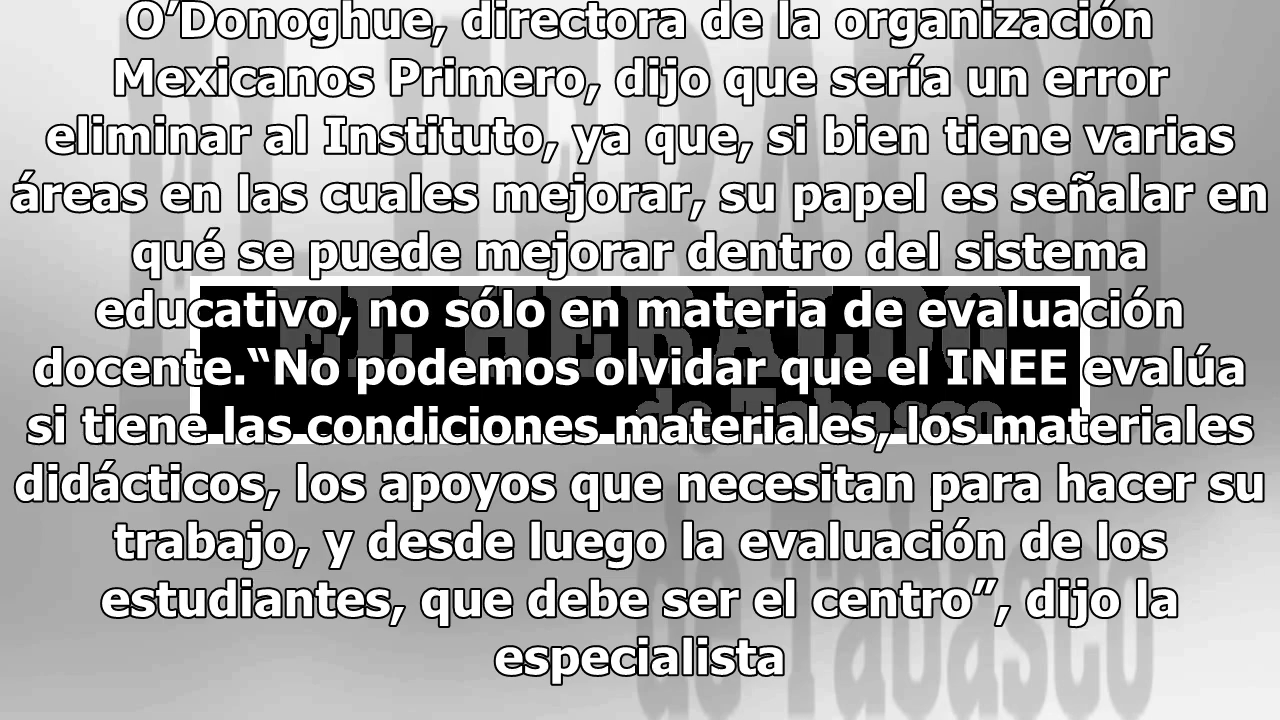 O’Donoghue, directora de la organización
Mexicanos Primero, dijo que sería un error
eliminar al Instituto, ya que, si bien tiene varias
áreas en las cuales mejorar, su papel es señalar en
qué se puede mejorar dentro del sistema
educativo, no sólo en materia de evaluación
docente.“No podemos olvidar que el INEE evalúa
si tiene las condiciones materiales, los materiales
didácticos, los apoyos que necesitan para hacer su
trabajo, y desde luego la evaluación de los
estudiantes, que debe ser el centro”, dijo la
especialista
EL HERALDO
de Tabasco